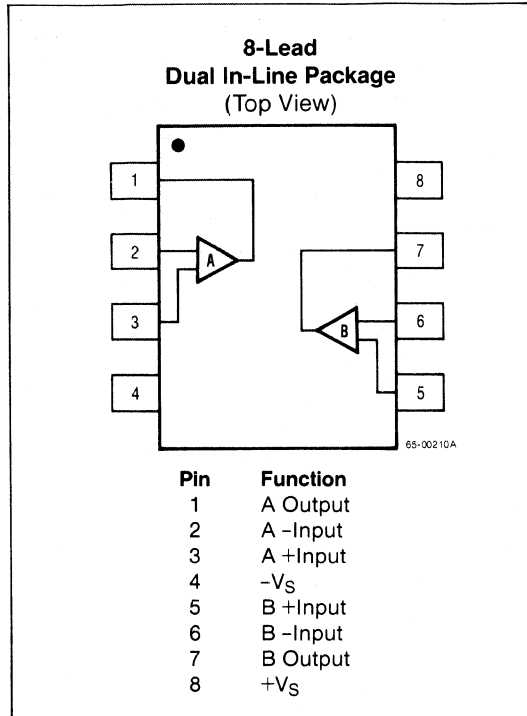 8-Lead
Dual In-Line Package
(Top View)
1
8
2
A
7
3
B
6
4
5
65-00210A
Pin Function
1 A Output
2 A –Input
3 A +Input
4 –VS
5 B +Input
6 B –Input
7 B Output
8 +VS